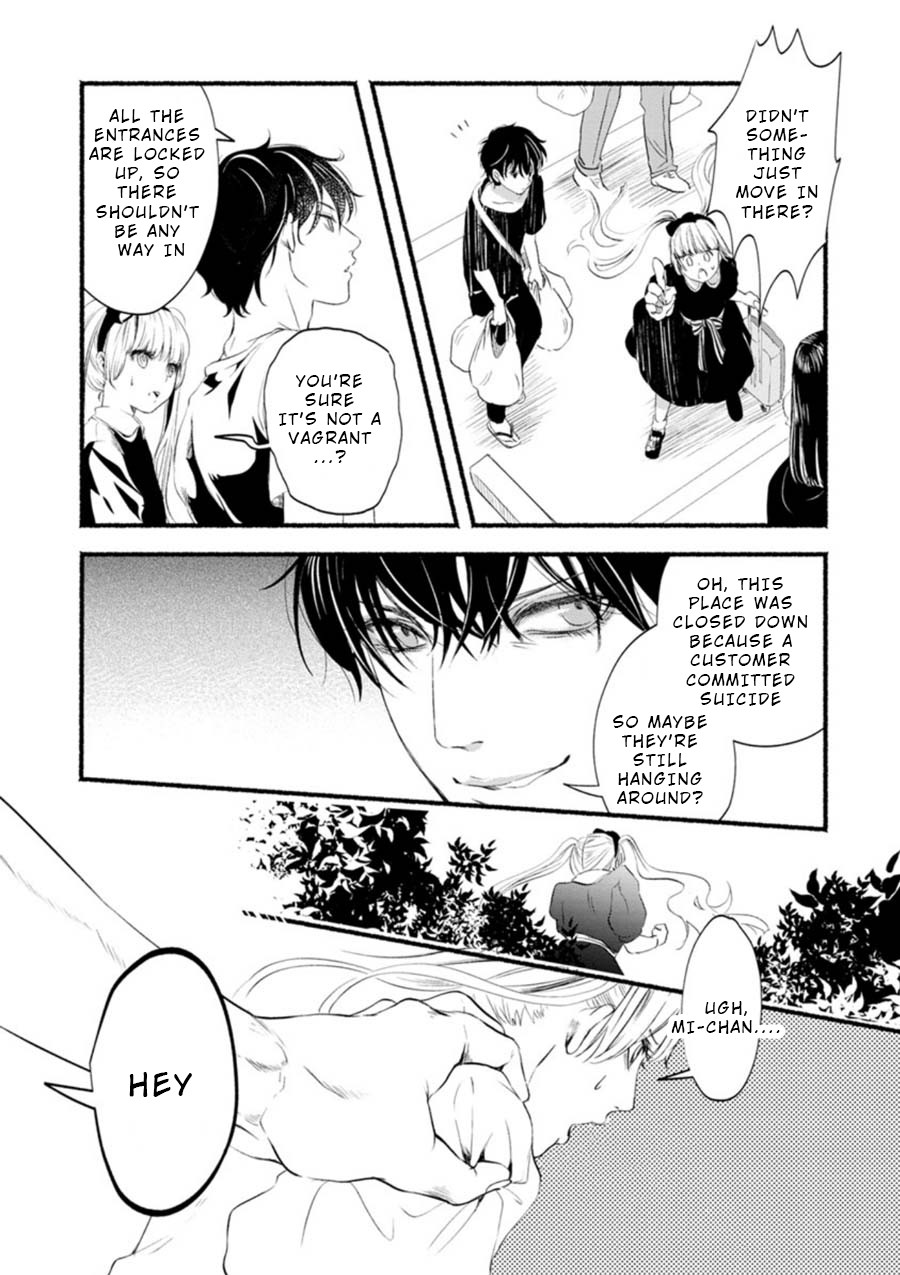 DIDN'T
SOME-
THING
JUST
MOVE IN
THERE?
ALL THE
ENTRANCES
ARE LOCKED
UP, SO
THERE
SHOULDN'T
BE ANY
WAY IN
YOU'RE
SURE
IT'S NOT A
VAGRANT
...?
OH, THIS
PLACE WAS
CLOSED DOWN
BECAUSE A
CUSTOMER
COMMITTED
SUICIDE
SO MAYBE
THEY'RE
STILL
HANGING
AROUND?
UGH,
MI-CHAN....
HEY